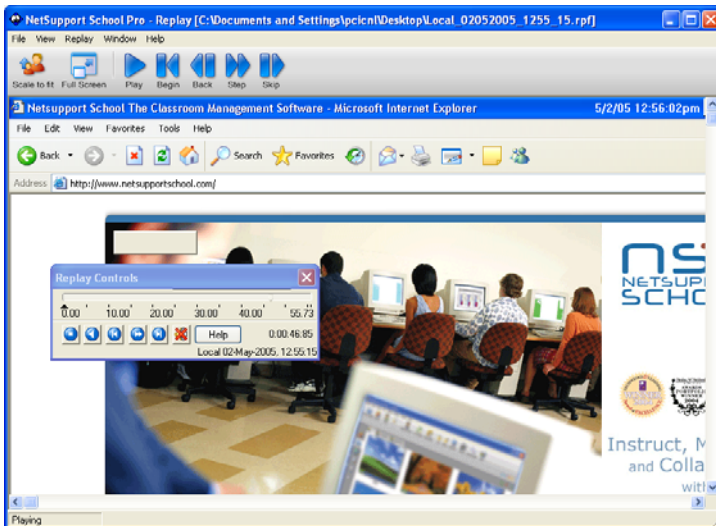 NetSupport School Pro - Replay [C:\Documents and Settings\pcicnl\Desktop\Local_02052005_1255_15.rpf]
File View Replay Window Help
Scale to fit Full Screen Play Begin Back Step Skip
Netsupport School The Classroom Management Software - Microsoft Internet Explorer 5/2/05 12:56:02pm
File Edit View Favorites Tools Help
Back Search Favorites
Address http://www.netsupportschool.com/
NETSUPP
SCHO
Replay Controls
0.00 10.00 20.00 30.00 40.00 55.73
Help 0:00:46.85
Local 02-May-2005, 12:55:15
Instruct, M
and Colla
with
Playing